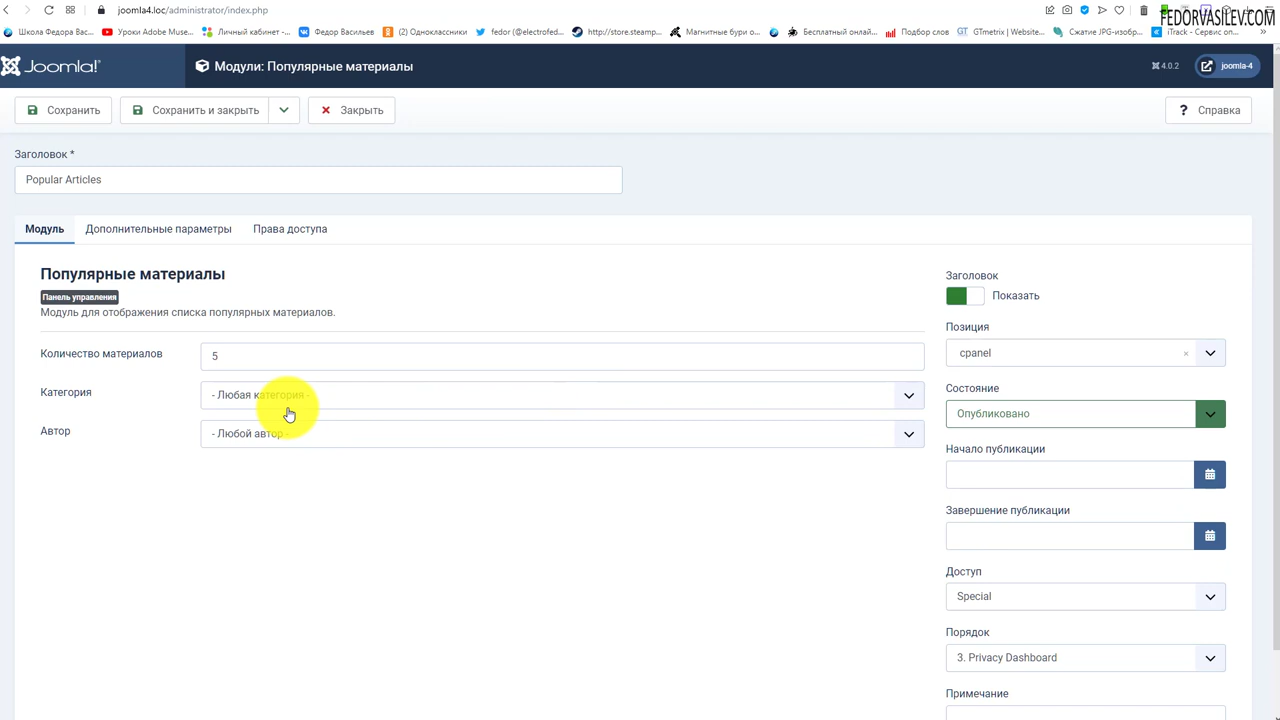 joomla4.loc/administrator/index.php
FEDORVASILEV.COM
Школа Федора Вас...
Уроки Adobe Muse...
Личный кабинет -...
Федор Васильев
(2) Одноклассники
fedor (@electrofed...
http://store.steamp...
Магнитные бури о...
Бесплатный онлай...
Подбор слов
GTmetrix | Website...
Сжатие JPG-изобр...
iTrack - Сервис оп...
Joomla!
Модули: Популярные материалы
4.0.2
joomla-4
Сохранить
Сохранить и закрыть
Закрыть
? Справка
Заголовок *
Popular Articles
Модуль
Дополнительные параметры
Права доступа
Популярные материалы
Панель управления
Модуль для отображения списка популярных материалов.
Количество материалов
5
Категория
- Любая категория -
Автор
- Любой автор -
Заголовок
Показать
Позиция
cpanel ×
Состояние
Опубликовано
Начало публикации
Завершение публикации
Доступ
Special
Порядок
3. Privacy Dashboard
Примечание